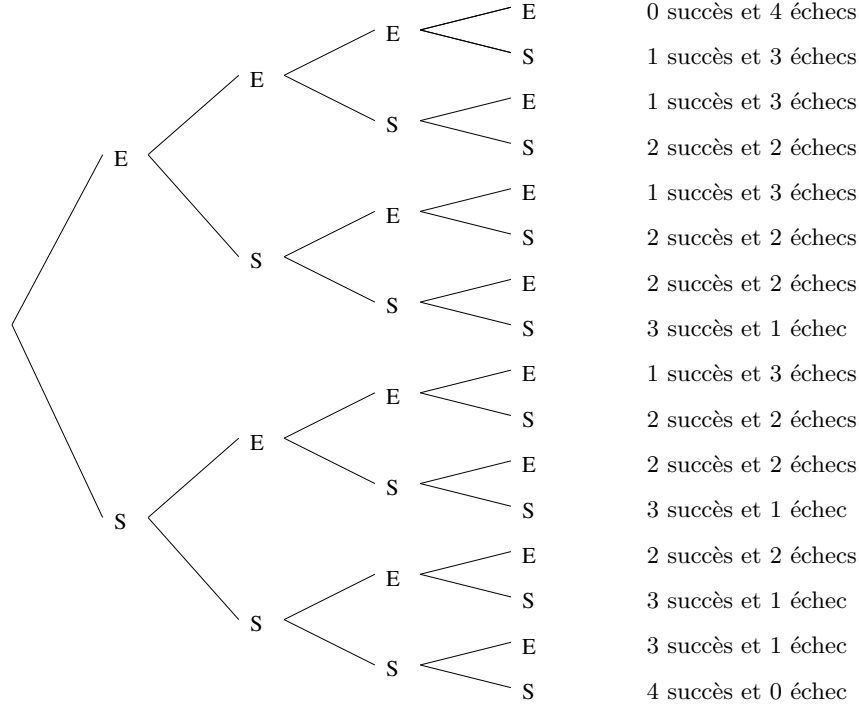 E 0 succès et 4 échecs
E
S 1 succès et 3 échecs
E
E 1 succès et 3 échecs
S
S 2 succès et 2 échecs
E
E 1 succès et 3 échecs
E
S 2 succès et 2 échecs
S
E 2 succès et 2 échecs
S
S 3 succès et 1 échec
E 1 succès et 3 échecs
E
S 2 succès et 2 échecs
E
E 2 succès et 2 échecs
S
S 3 succès et 1 échec
S
E 2 succès et 2 échecs
E
S 3 succès et 1 échec
S
E 3 succès et 1 échec
S
S 4 succès et 0 échec